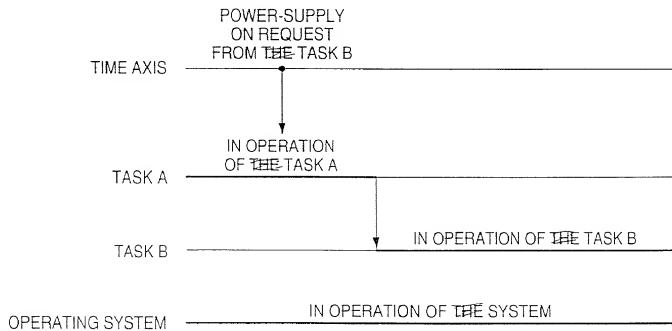 POWER-SUPPLY
ON REQUEST
FROM THE TASK B
TIME AXIS
IN OPERATION
OF THE TASK A
TASK A
IN OPERATION OF THE TASK B
TASK B
IN OPERATION OF THE SYSTEM
OPERATING SYSTEM